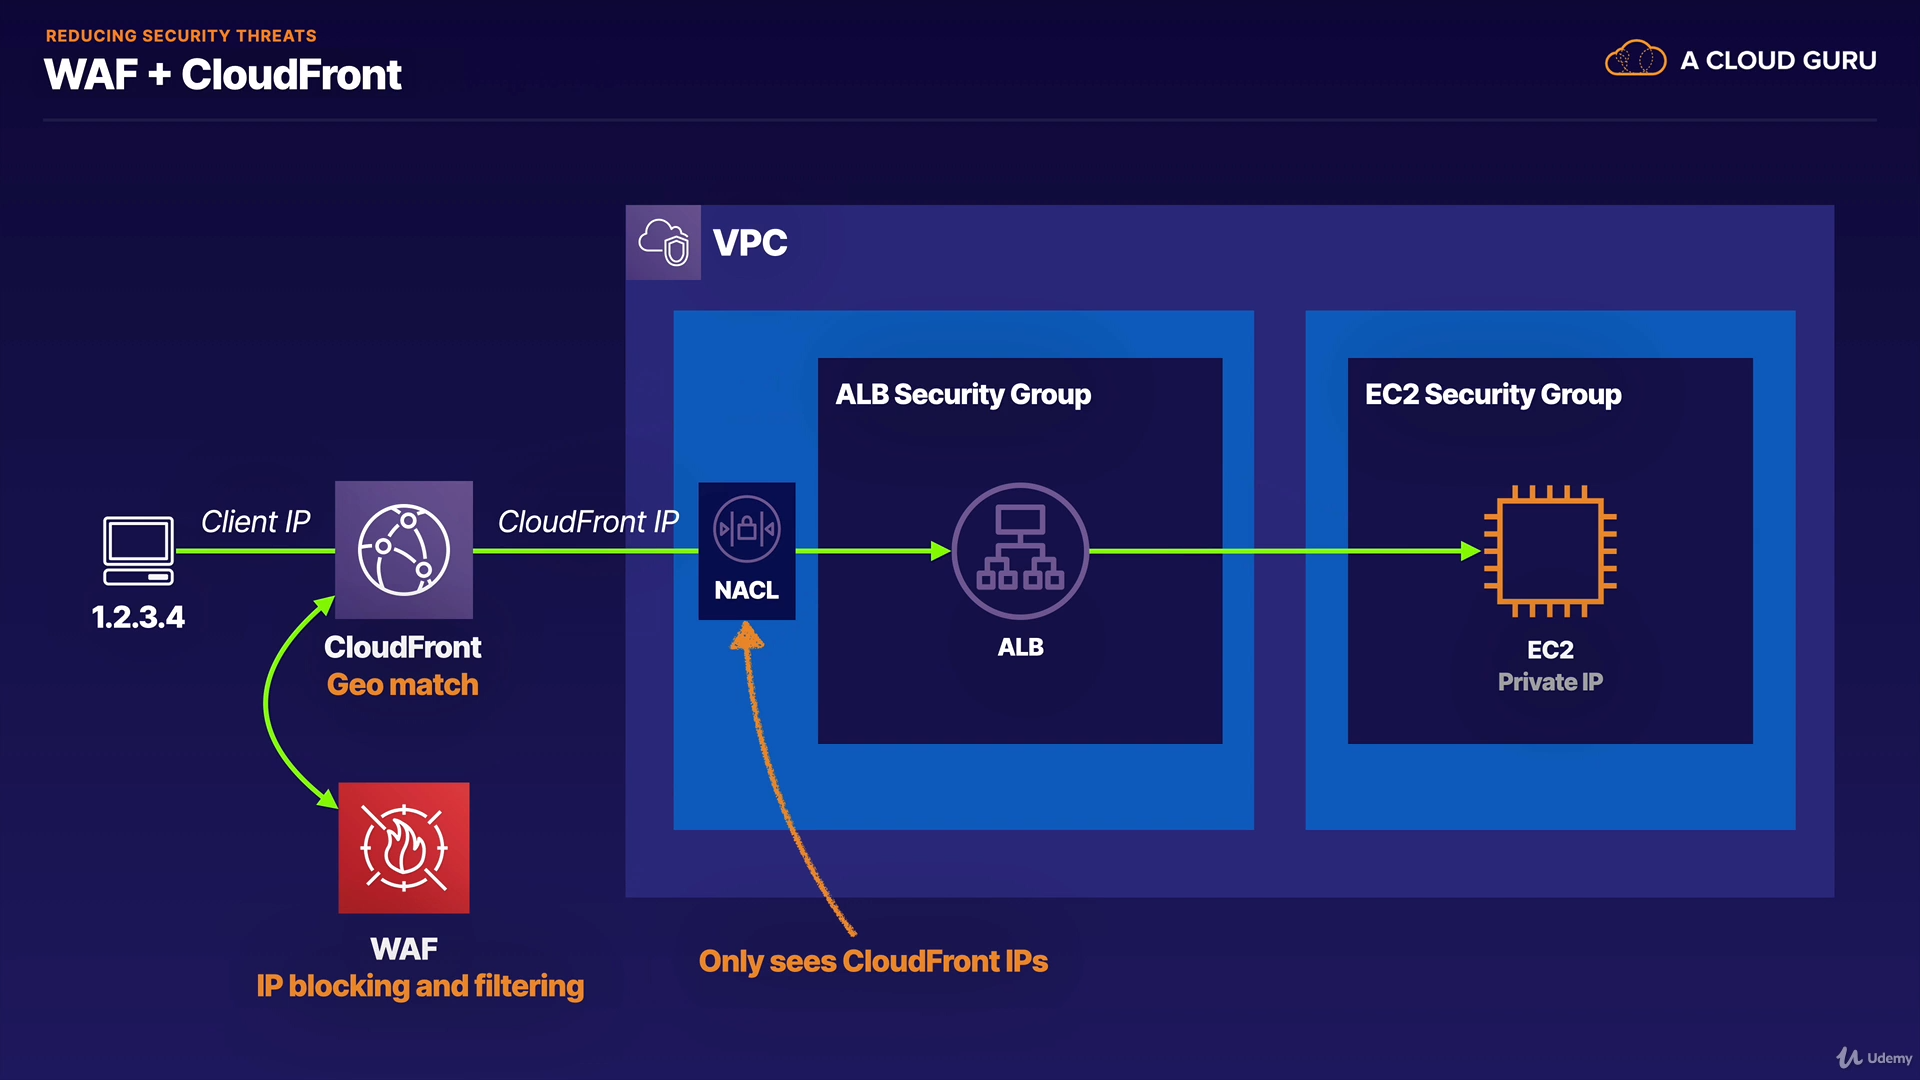 REDUCING SECURITY THREATS
WAF + CloudFront
A CLOUD GURU
VPC
ALB Security Group
EC2 Security Group
Client IP
CloudFront IP
NACL
1.2.3.4
CloudFront
Geo match
ALB
EC2
Private IP
WAF
IP blocking and filtering
Only sees CloudFront IPs
Udemy